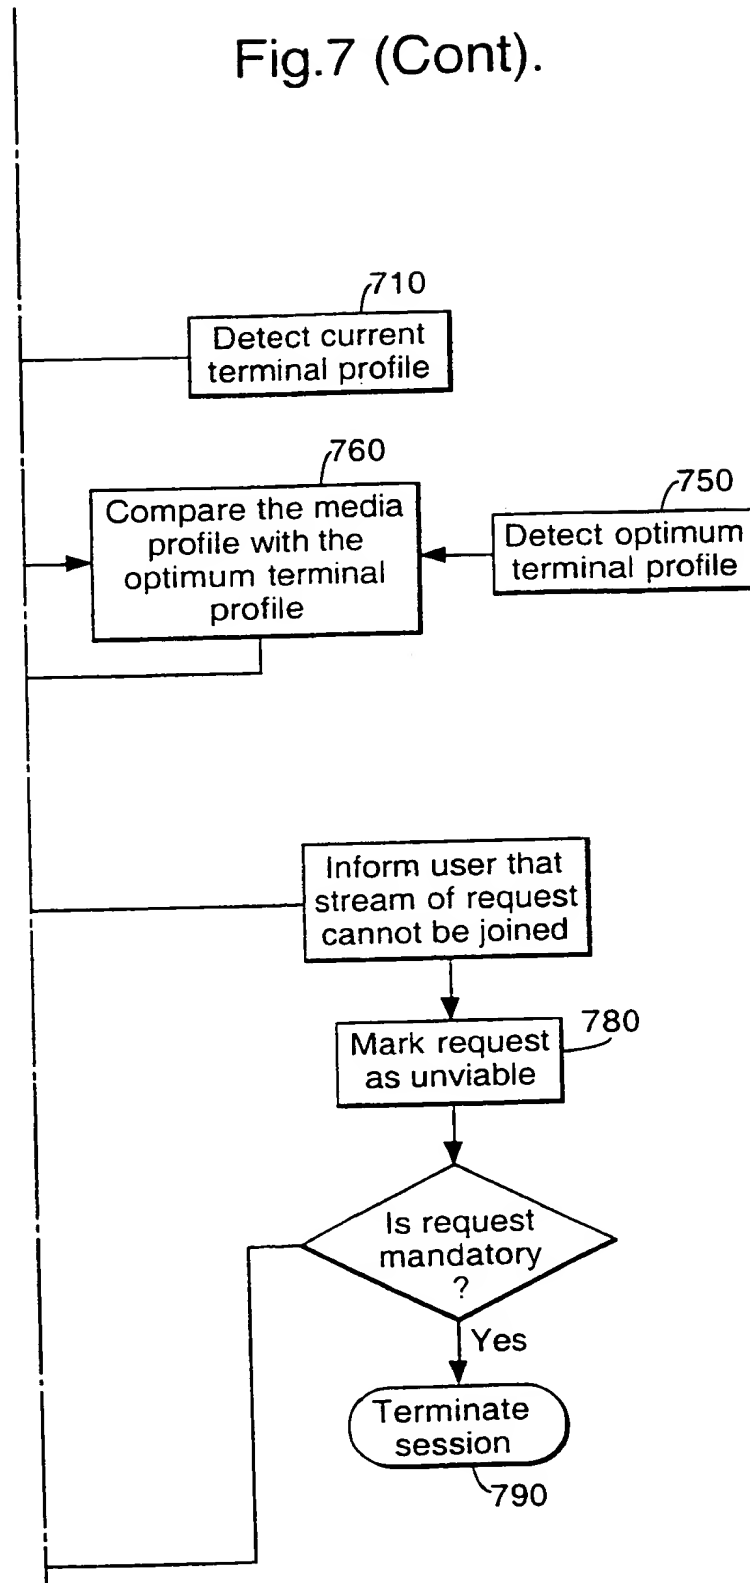 Fig.7 (Cont).
710
Detect current
terminal profile
760
Compare the media
profile with the
optimum terminal
profile
750
Detect optimum
terminal profile
Inform user that
stream of request
cannot be joined
780
Mark request
as unviable
Is request
mandatory
?
Yes
Terminate
session
790